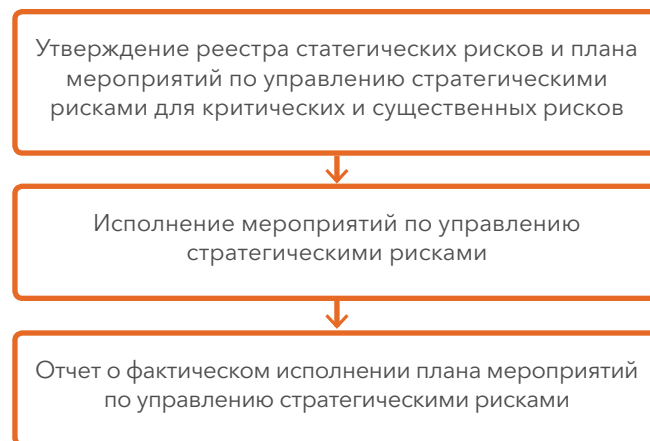 Утверждение реестра статегических рисков и плана
мероприятий по управлению стратегическими
рисками для критических и существенных рисков
Исполнение мероприятий по управлению
стратегическими рисками
Отчет о фактическом исполнении плана мероприятий
по управлению стратегическими рисками